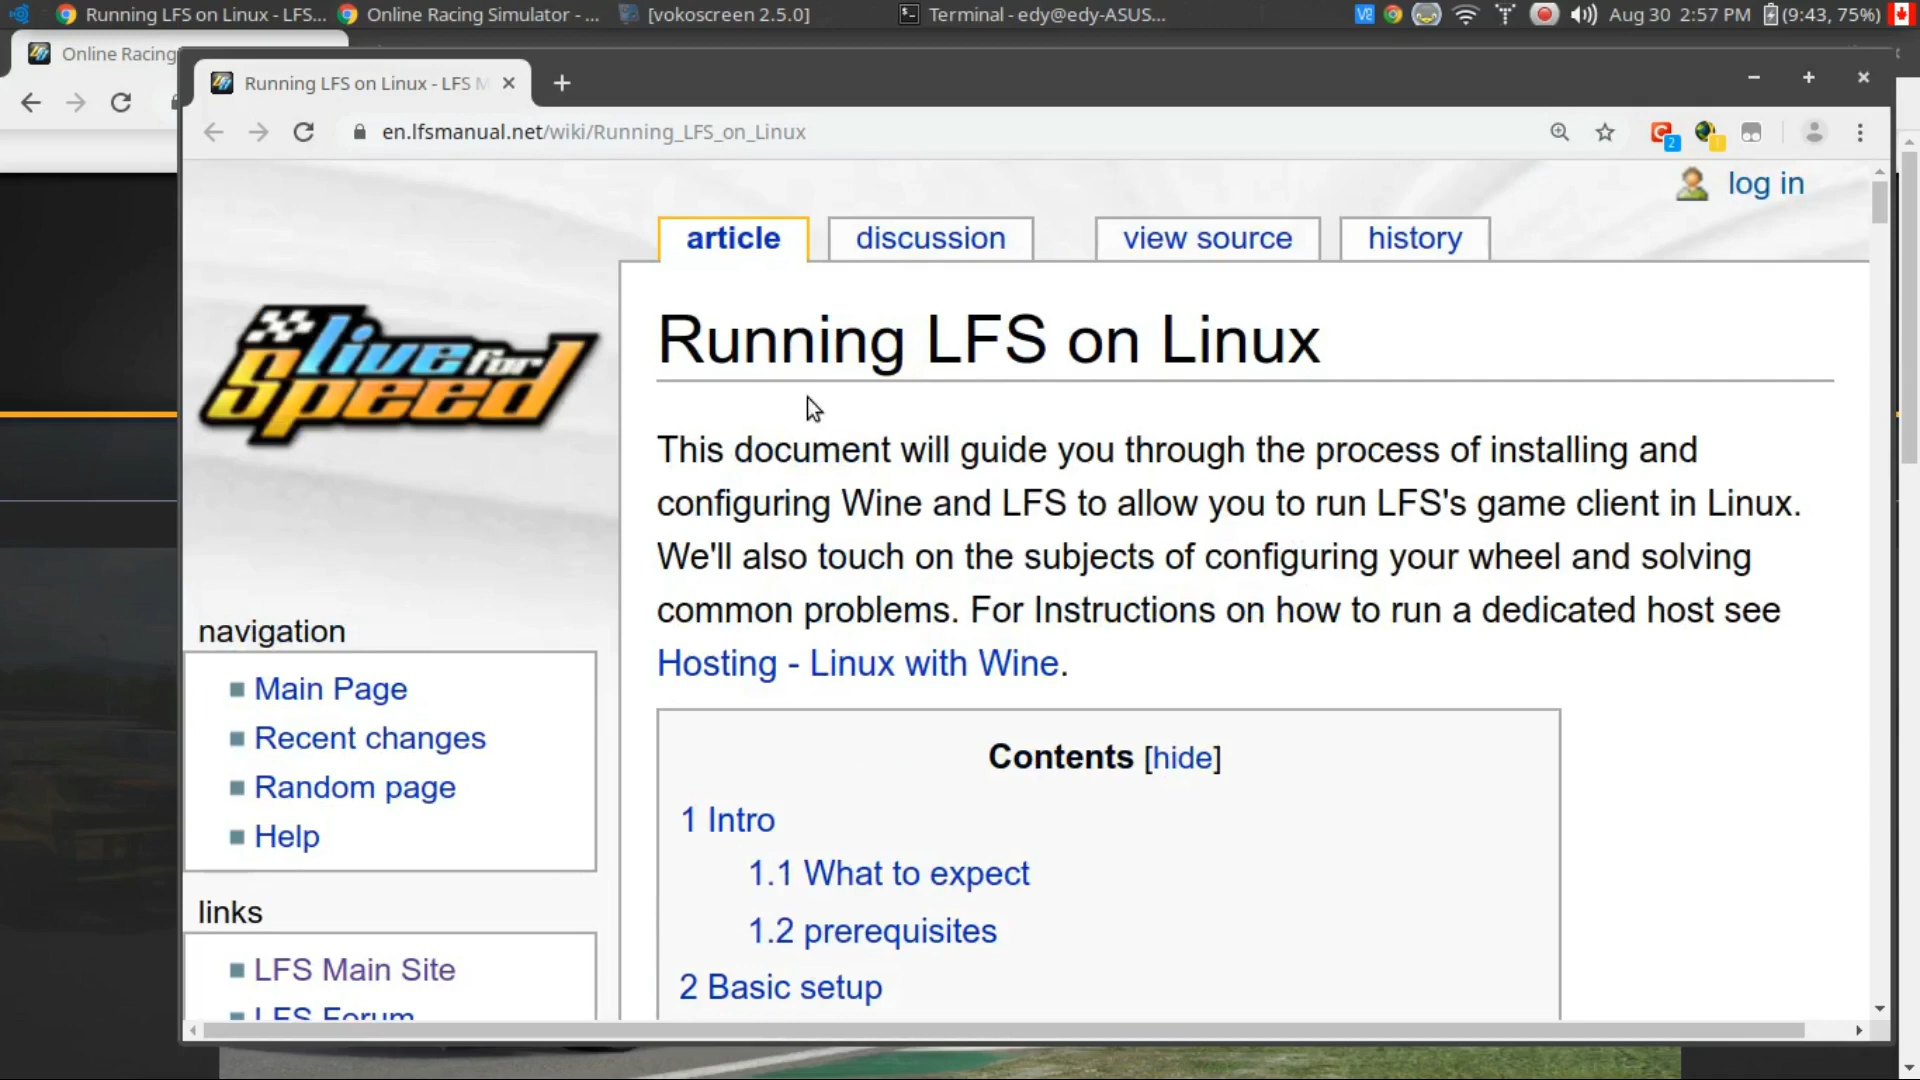 Running LFS on Linux - LFS...
Online Racing Simulator - ...
[vokoscreen 2.5.0]
Terminal - edy@edy-ASUS...
Aug 30 2:57 PM (9:43, 75%)
Online Racing
Running LFS on Linux - LFS M
en.lfsmanual.net/wiki/Running_LFS_on_Linux
2
1
log in
article
discussion
view source
history
live for
Speed
Running LFS on Linux
This document will guide you through the process of installing and
configuring Wine and LFS to allow you to run LFS's game client in Linux.
We'll also touch on the subjects of configuring your wheel and solving
common problems. For Instructions on how to run a dedicated host see
Hosting - Linux with Wine.
navigation
Main Page
Recent changes
Random page
Help
links
LFS Main Site
LFS Forum
Contents [hide]
1 Intro
1.1 What to expect
1.2 prerequisites
2 Basic setup